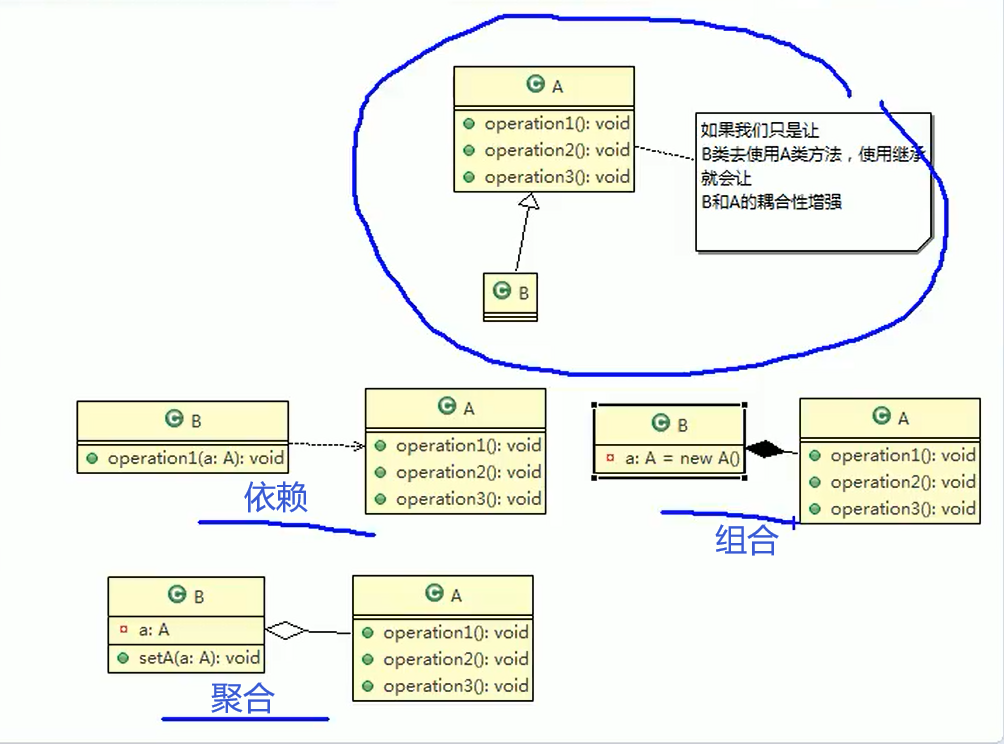 A
operation1(): void
operation2(): void
operation3(): void
如果我们只是让
B类去使用A类方法，使用继承
就会让
B和A的耦合性增强
B
B
operation1(a: A): void
A
operation1(): void
operation2(): void
operation3(): void
依赖
B
a: A = new A()
A
operation1(): void
operation2(): void
operation3(): void
组合
B
a: A
setA(a: A): void
A
operation1(): void
operation2(): void
operation3(): void
聚合